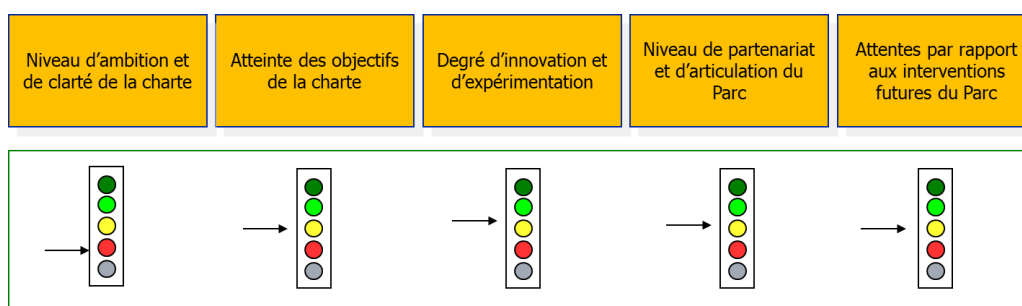 Niveau d'ambition et
de clarté de la charte
Atteinte des objectifs
de la charte
Degré d'innovation et
d'expérimentation
Niveau de partenariat
et d'articulation du
Parc
Attentes par rapport
aux interventions
futures du Parc